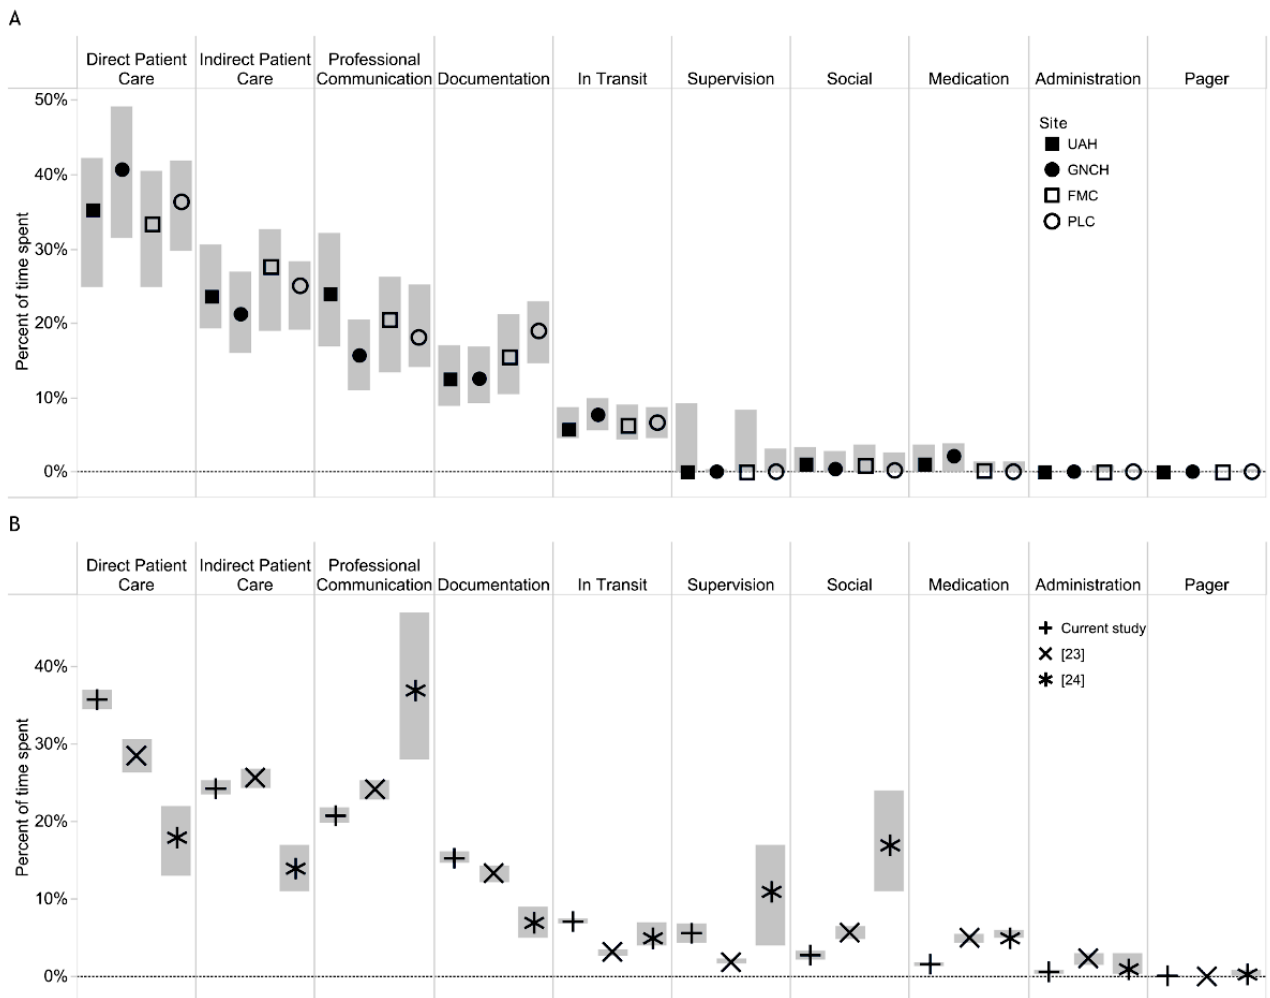 A
Direct Patient
Care
Indirect Patient
Care
Professional
Communication
Documentation
In Transit
Supervision
Social
Medication
Administration
Pager
50%
40%
30%
20%
10%
0%
Percent of time spent
Site
UAH
GNCH
FMC
PLC
B
Direct Patient
Care
Indirect Patient
Care
Professional
Communication
Documentation
In Transit
Supervision
Social
Medication
Administration
Pager
40%
30%
20%
10%
0%
Percent of time spent
Current study
[23]
[24]